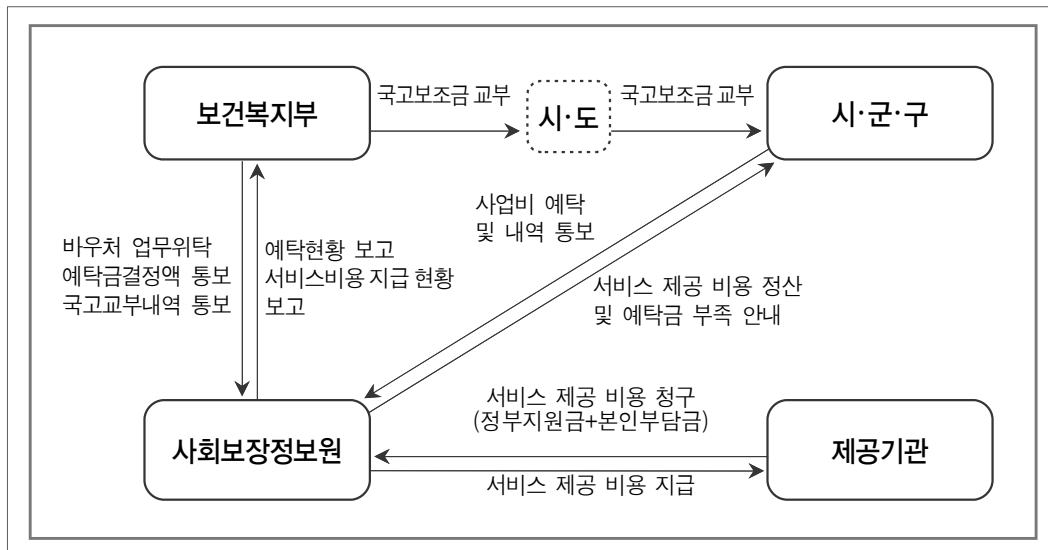 보건복지부
국고보조금 교부
시·도
국고보조금 교부
시·군·구
바우처 업무위탁
예탁금결정액 통보
국고교부내역 통보
예탁현황 보고
서비스비용 지급 현황
보고
사업비 예탁
및 내역 통보
서비스 제공 비용 정산
및 예탁금 부족 안내
사회보장정보원
서비스 제공 비용 청구
(정부지원금+본인부담금)
서비스 제공 비용 지급
제공기관